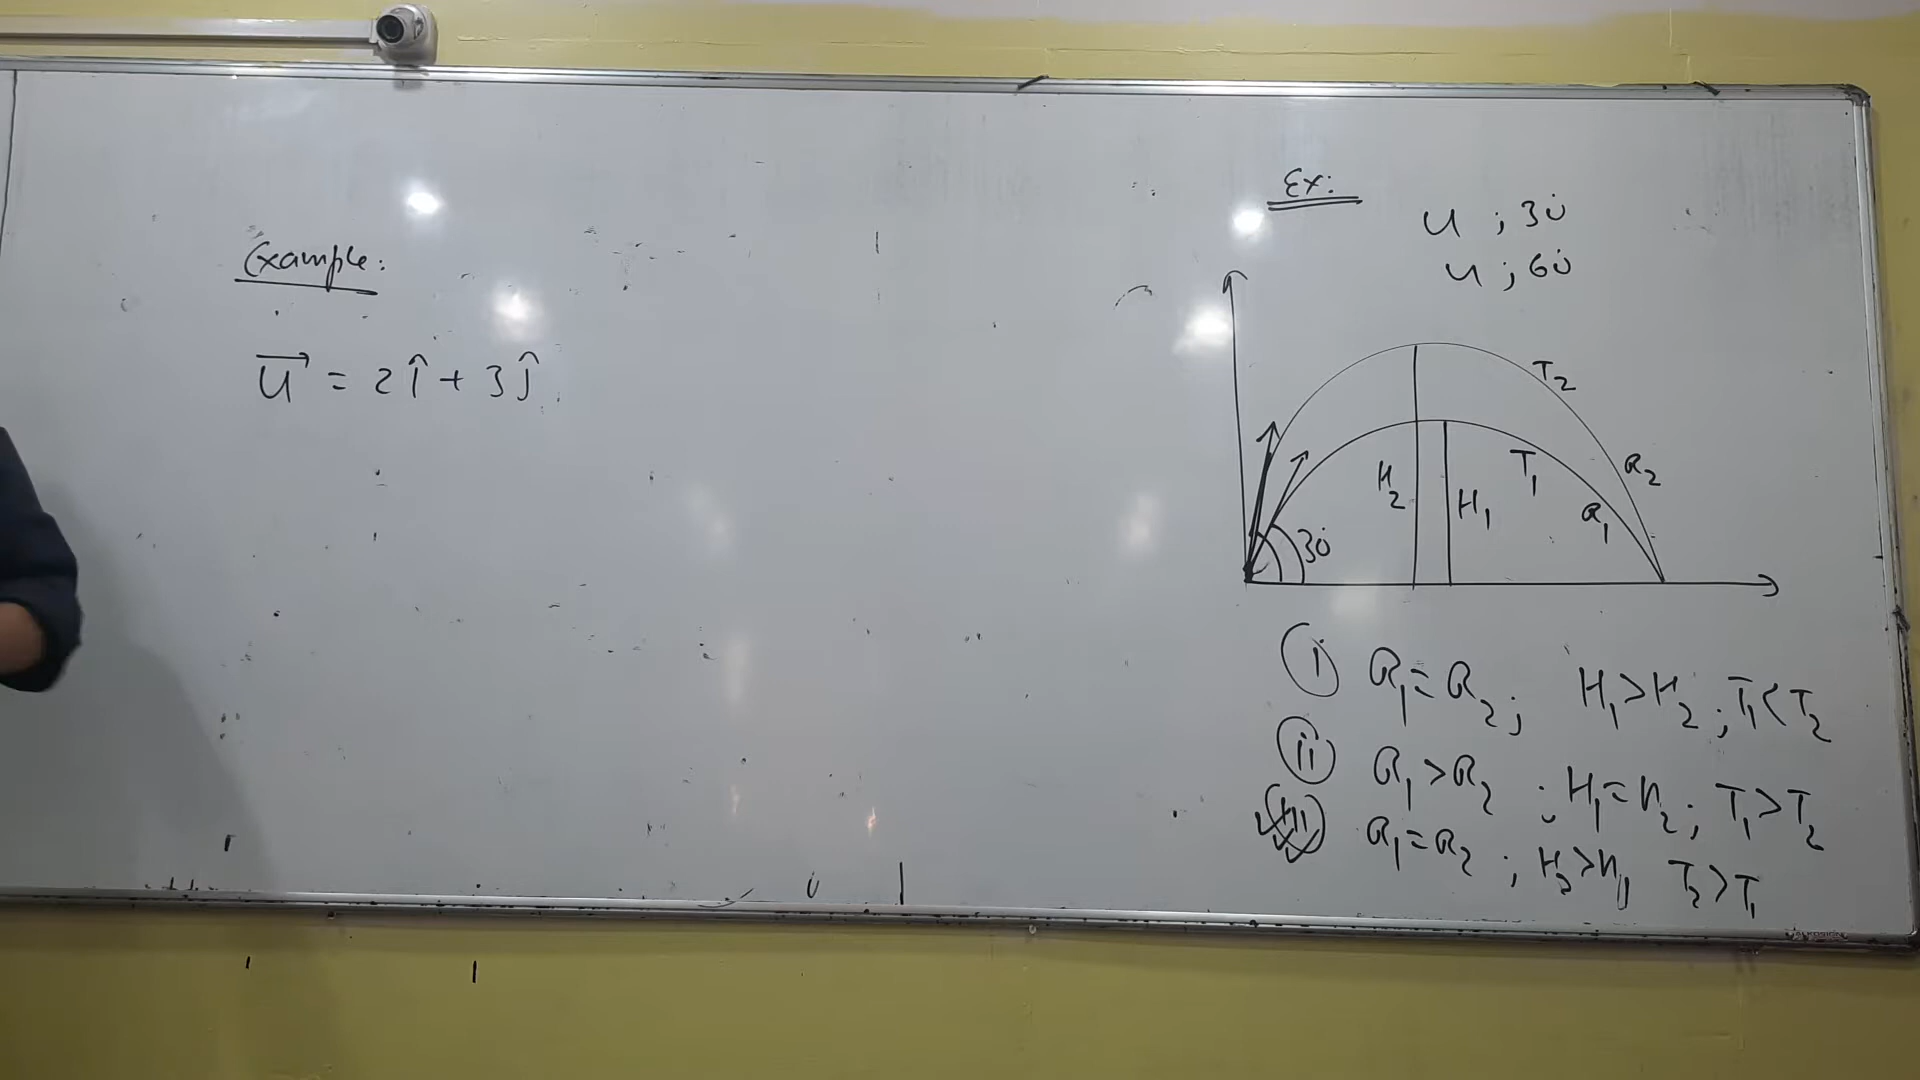 Example:
u⃗ = 2î + 3ĵ
Ex:
u ; 30°
u ; 60°
T₂
R₂
T₁
R₁
H₂
H₁
30°
(i) R₁ = R₂ ; H₁ > H₂ ; T₁ < T₂
(ii) R₁ > R₂ ; H₁ = H₂ ; T₁ > T₂
(iii) R₁ = R₂ ; H₂ > H₁ T₂ > T₁